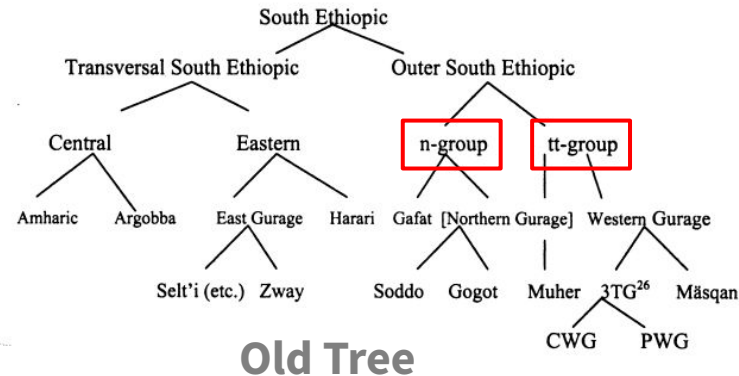 South Ethiopic
Transversal South Ethiopic Outer South Ethiopic
Central Eastern n-group tt-group
Amharic Argobba East Gurage Harari Gafat [Northern Gurage] Western Gurage
Selt'i (etc.) Zway Soddo Gogot Muher 3TG26 Mäsqan
CWG PWG
Old Tree